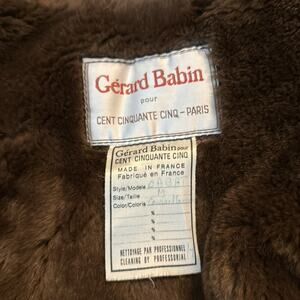 Gérard Babin
pour
CENT CINQUANTE CINQ - PARIS
Gérard Babin pour
CENT CINQUANTE CINQ
MADE IN FRANCE
Fabriqué en France
Style/Modèle
Size/Taille M
Color/Coloris
%
%
%
%
NETTOYAGE PAR PROFESSIONNEL
CLEANING BY PROFESSIONAL